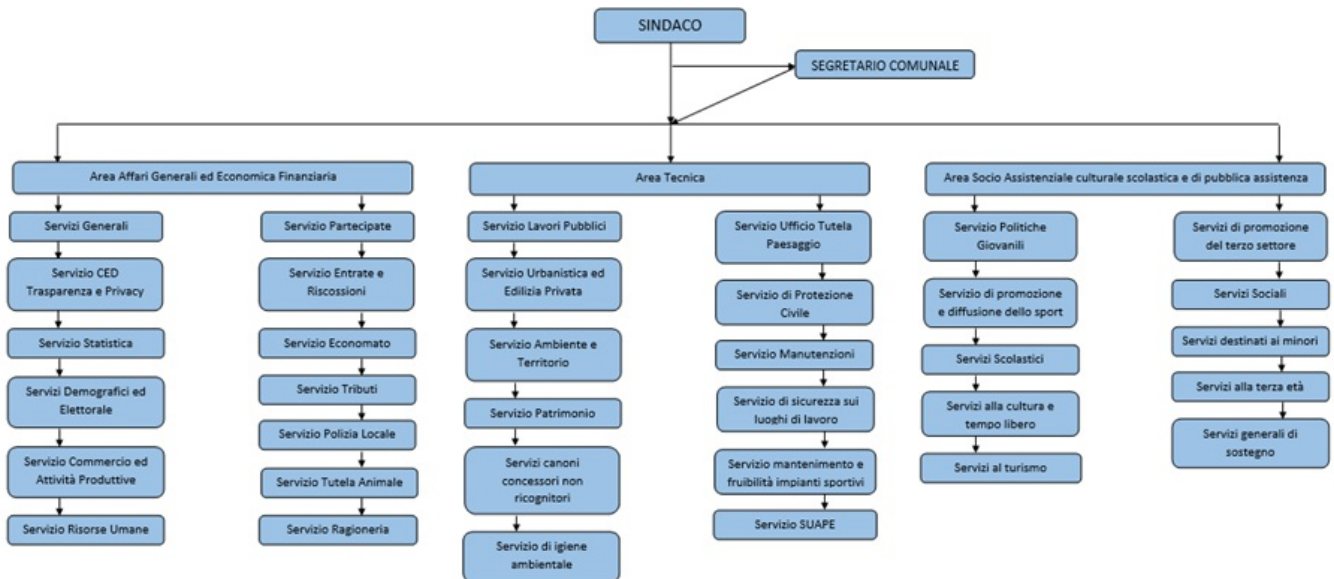 SINDACO
SEGRETARIO COMUNALE
Area Affari Generali ed Economica Finanziaria
Servizi Generali
Servizio CED
Trasparenza e Privacy
Servizio Statistica
Servizi Demografici ed
Elettorale
Servizio Commercio ed
Attività Produttive
Servizio Risorse Umane
Servizio Partecipate
Servizio Entrate e
Riscossioni
Servizio Economato
Servizio Tributi
Servizio Polizia Locale
Servizio Tutela Animale
Servizio Ragioneria
Area Tecnica
Servizio Lavori Pubblici
Servizio Urbanistica ed
Edilizia Privata
Servizio Ambiente e
Territorio
Servizio Patrimonio
Servizi canoni
concessori non
ricognitori
Servizio di igiene
ambientale
Servizio Ufficio Tutela
Paesaggio
Servizio di Protezione
Civile
Servizio Manutenzioni
Servizio di sicurezza sui
luoghi di lavoro
Servizio mantenimento e
fruibilità impianti sportivi
Servizio SUAPE
Area Socio Assistenziale culturale scolastica e di pubblica assistenza
Servizio Politiche
Giovanili
Servizio di promozione
e diffusione dello sport
Servizi Scolastici
Servizi alla cultura e
tempo libero
Servizi al turismo
Servizi di promozione
del terzo settore
Servizi Sociali
Servizi destinati ai minori
Servizi alla terza età
Servizi generali di
sostegno